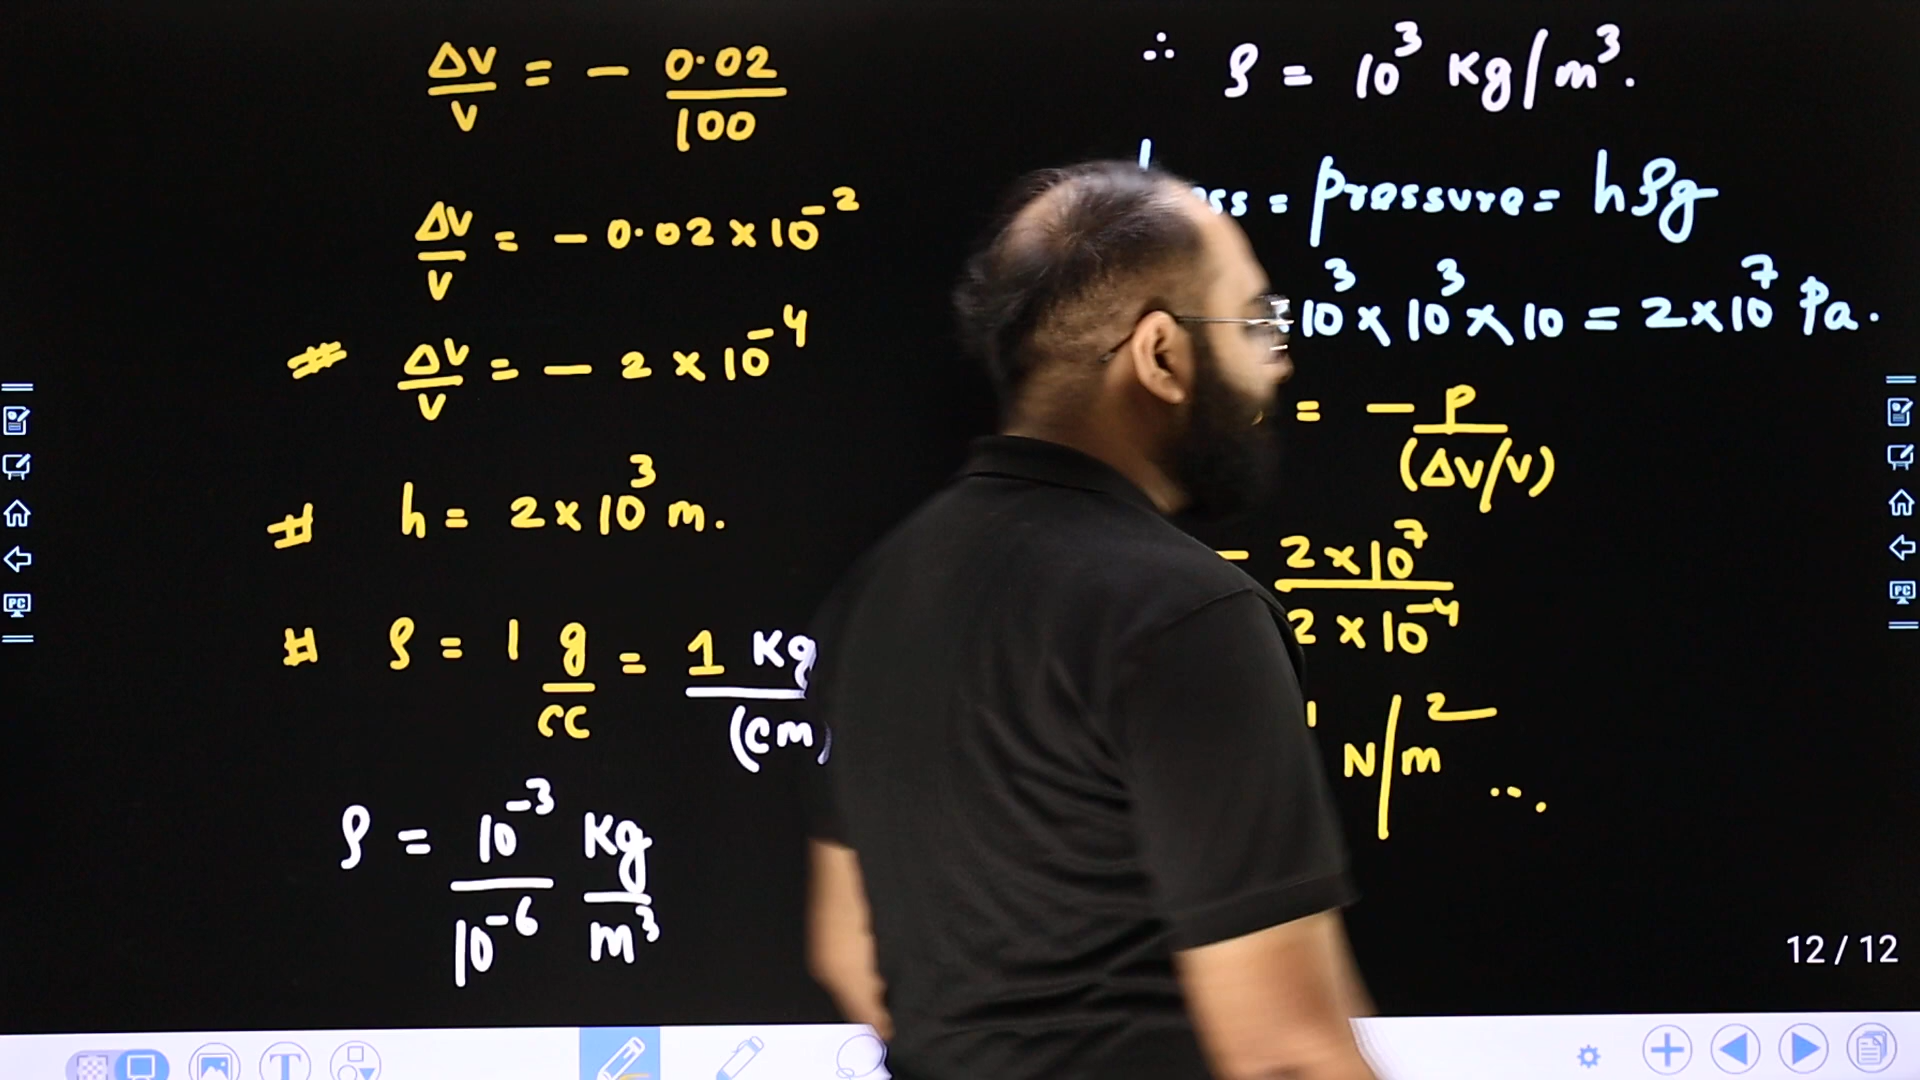 ΔV/V = - 0.02/100
ΔV/V = - 0.02 × 10⁻²
# ΔV/V = - 2 × 10⁻⁴
# h = 2 × 10³ m.
# ρ = 1 g/cc = 1 Kg/(cm
ρ = 10⁻³/10⁻⁶ Kg/m³
∴ ρ = 10³ Kg/m³.
= pressure = hρg
10³ × 10³ × 10 = 2 × 10⁷ Pa.
= - P/(ΔV/V)
- 2 × 10⁷/2 × 10⁻⁴
N/m²
12 / 12
PC
PC
T